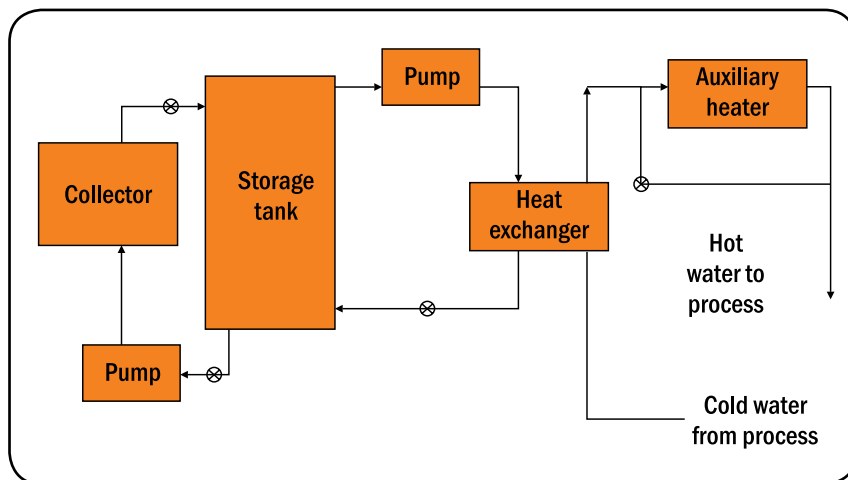 Pump
Auxiliary
heater
Collector
Storage
tank
Heat
exchanger
Hot
water to
process
Pump
Cold water
from process